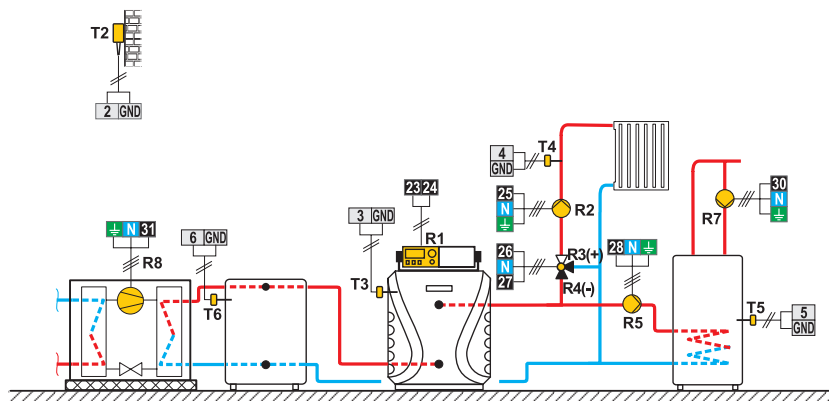 T2
2 GND
4
GND
T4
23 24
25
N
R2
30
N
R7
3 GND
N 31
6 GND
R8
R1
26
N
27
R3(+)
R4(-)
28 N
T3
T6
R5
T5
5
GND